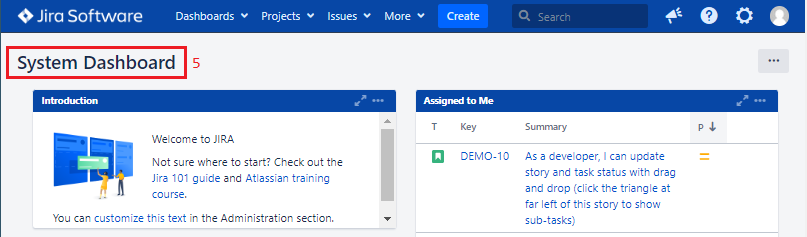 Jira Software Dashboards Projects Issues More Create Search
System Dashboard 5
Introduction
Welcome to JIRA
Not sure where to start? Check out the
Jira 101 guide and Atlassian training
course.
You can customize this text in the Administration section.
Assigned to Me
T Key Summary P
DEMO-10 As a developer, I can update
story and task status with drag
and drop (click the triangle at
far left of this story to show
sub-tasks)